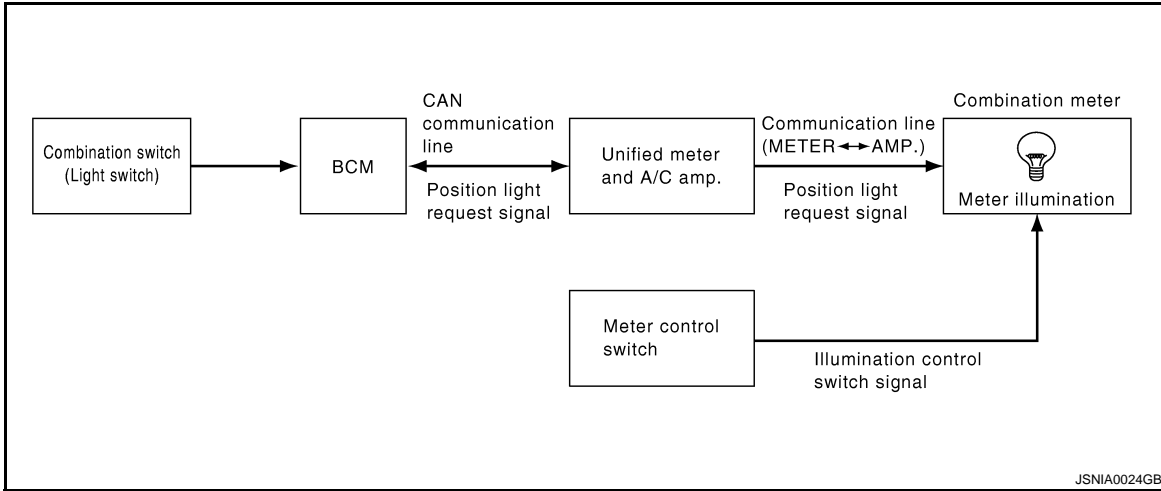 Combination switch
(Light switch)
BCM
CAN
communication
line
Position light
request signal
Unified meter
and A/C amp.
Communication line
(METER↔AMP.)
Position light
request signal
Combination meter
Meter illumination
Meter control
switch
Illumination control
switch signal
JSNIA0024GB